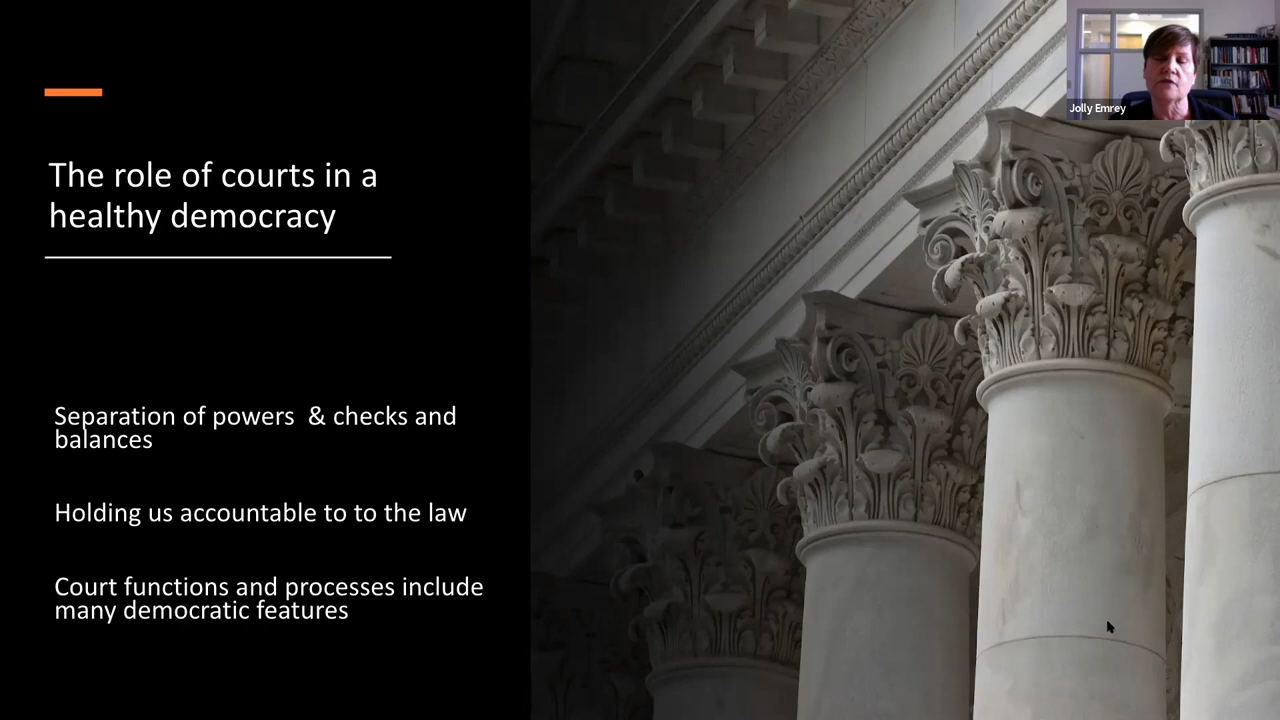 Jolly Emrey
The role of courts in a
healthy democracy
Separation of powers  & checks and
balances
Holding us accountable to to the law
Court functions and processes include
many democratic features